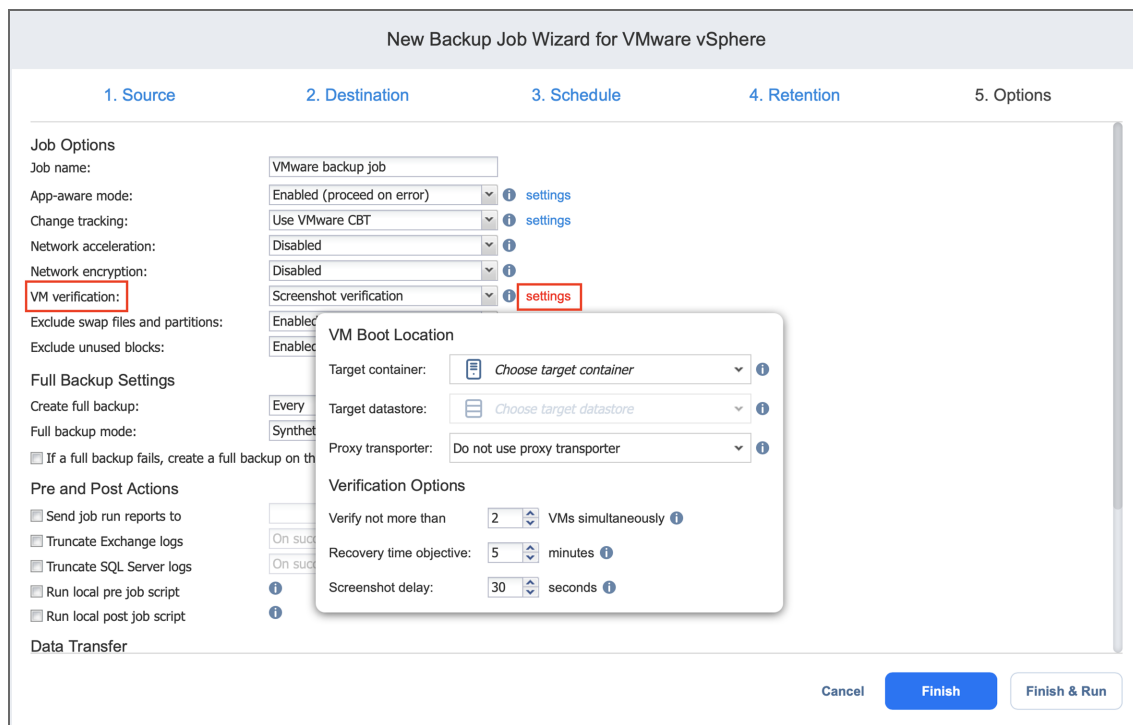 New Backup Job Wizard for VMware vSphere
1. Source 2. Destination 3. Schedule 4. Retention 5. Options
Job Options
Job name: VMware backup job
App-aware mode: Enabled (proceed on error) settings
Change tracking: Use VMware CBT settings
Network acceleration: Disabled
Network encryption: Disabled
VM verification: Screenshot verification settings
Exclude swap files and partitions: Enabled
Exclude unused blocks: Enabled
Full Backup Settings
Create full backup: Every
Full backup mode:
If a full backup fails, create a full backup on
Pre and Post Actions
Send job run reports to
Truncate Exchange logs On
Truncate SQL Server logs On
Run local pre job script
Run local post job script
Data Transfer
VM Boot Location
Target container: Choose target container
Target datastore: Choose target datastore
Proxy transporter: Do not use proxy transporter
Verification Options
Verify not more than 2 VMs simultaneously
Recovery time objective: 5 minutes
Screenshot delay: 30 seconds
Cancel Finish Finish & Run